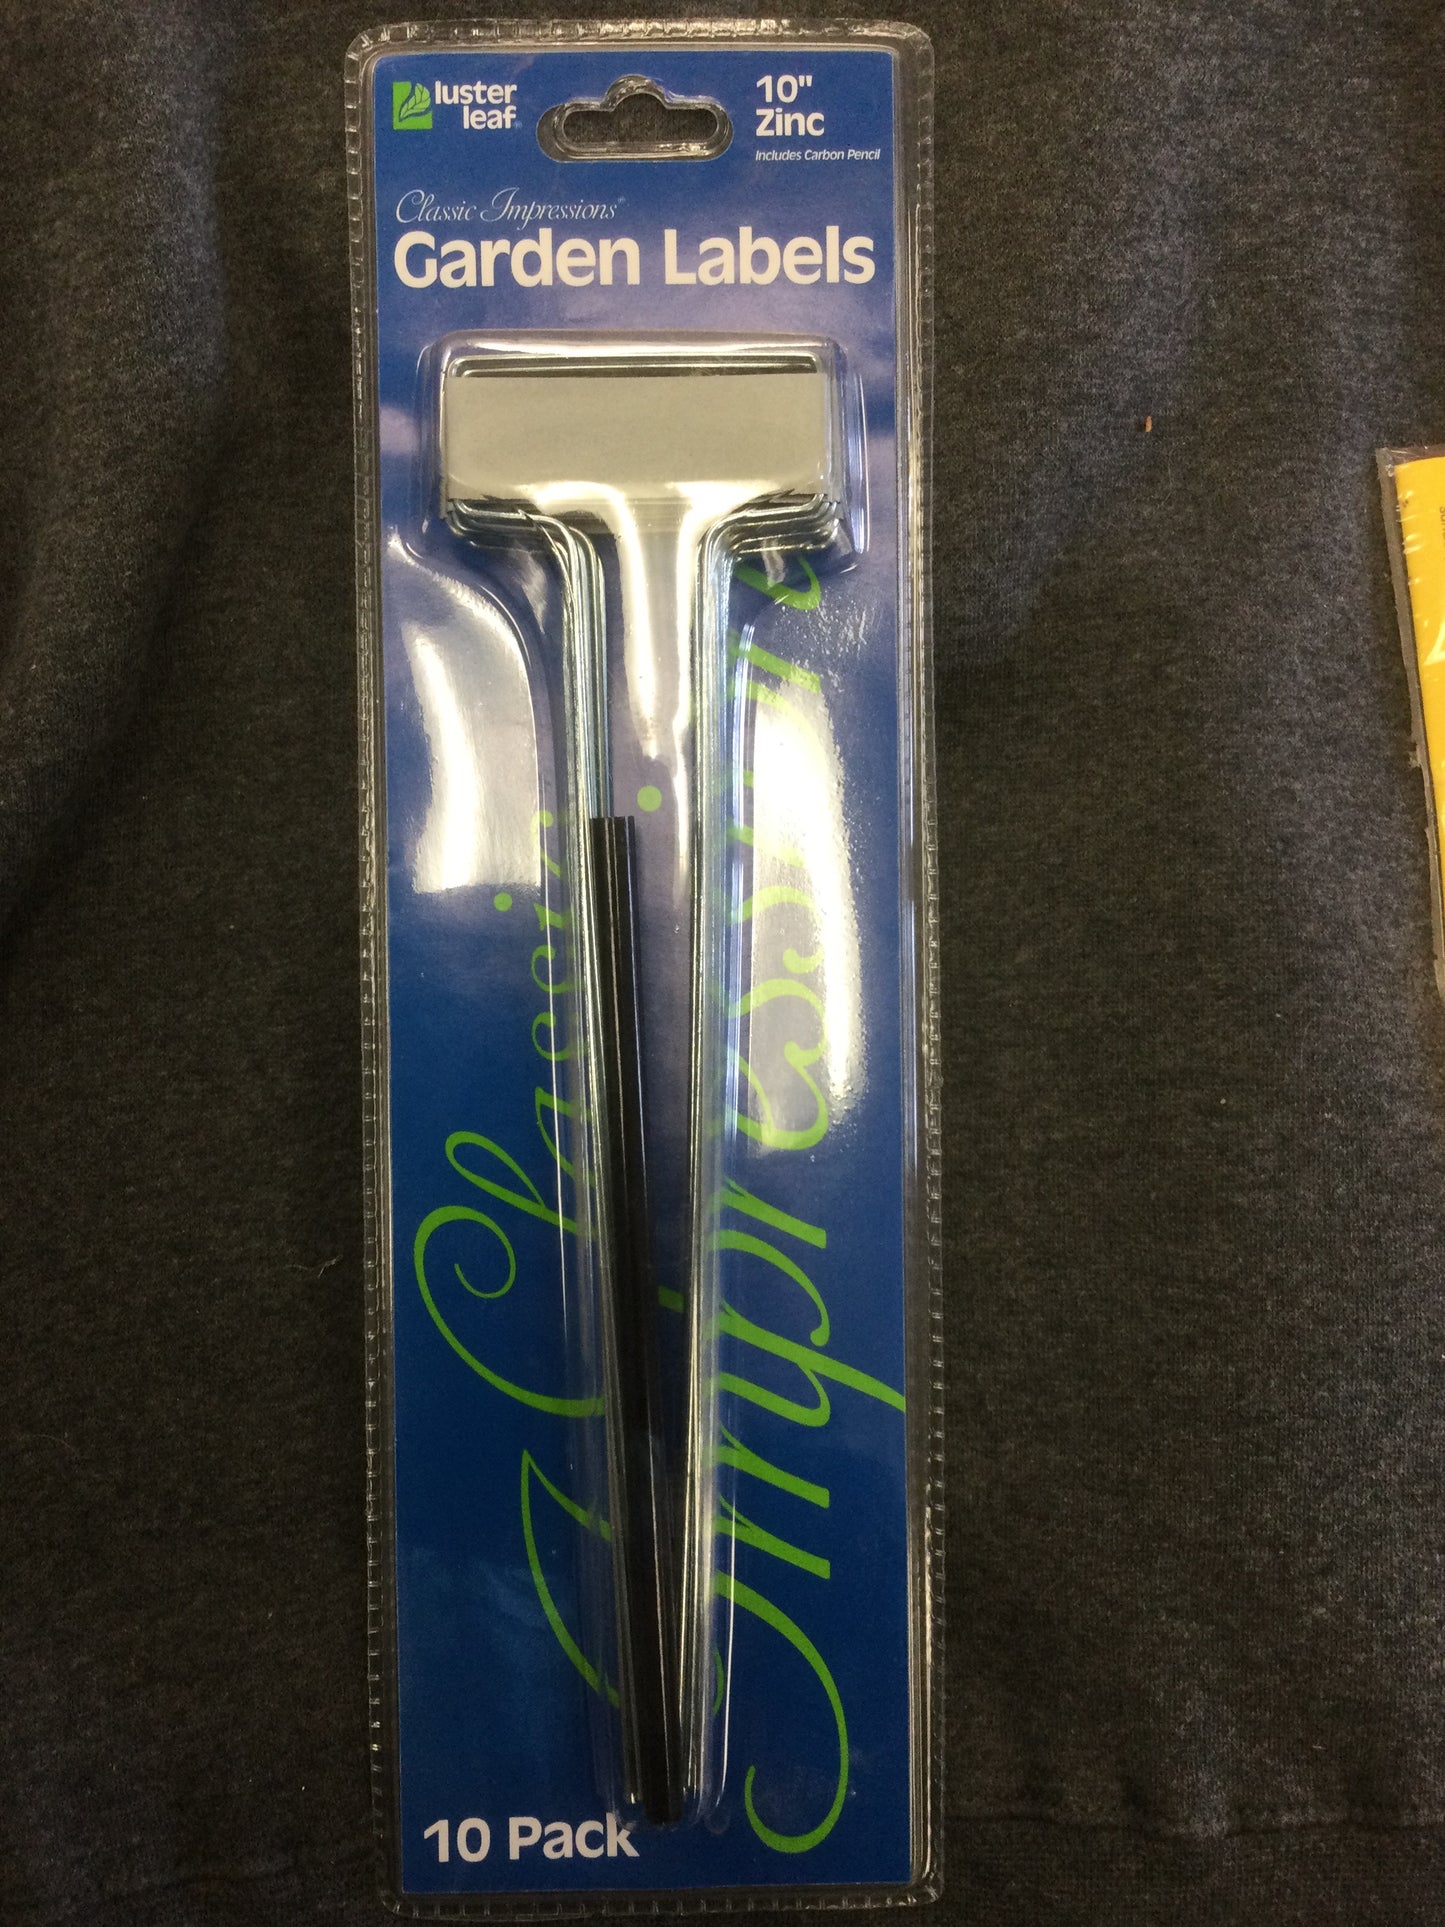 luster
leaf
10"
Zinc
Includes Carbon Pencil
Classic Impressions®
Garden Labels
Classic
Impressions
10 Pack